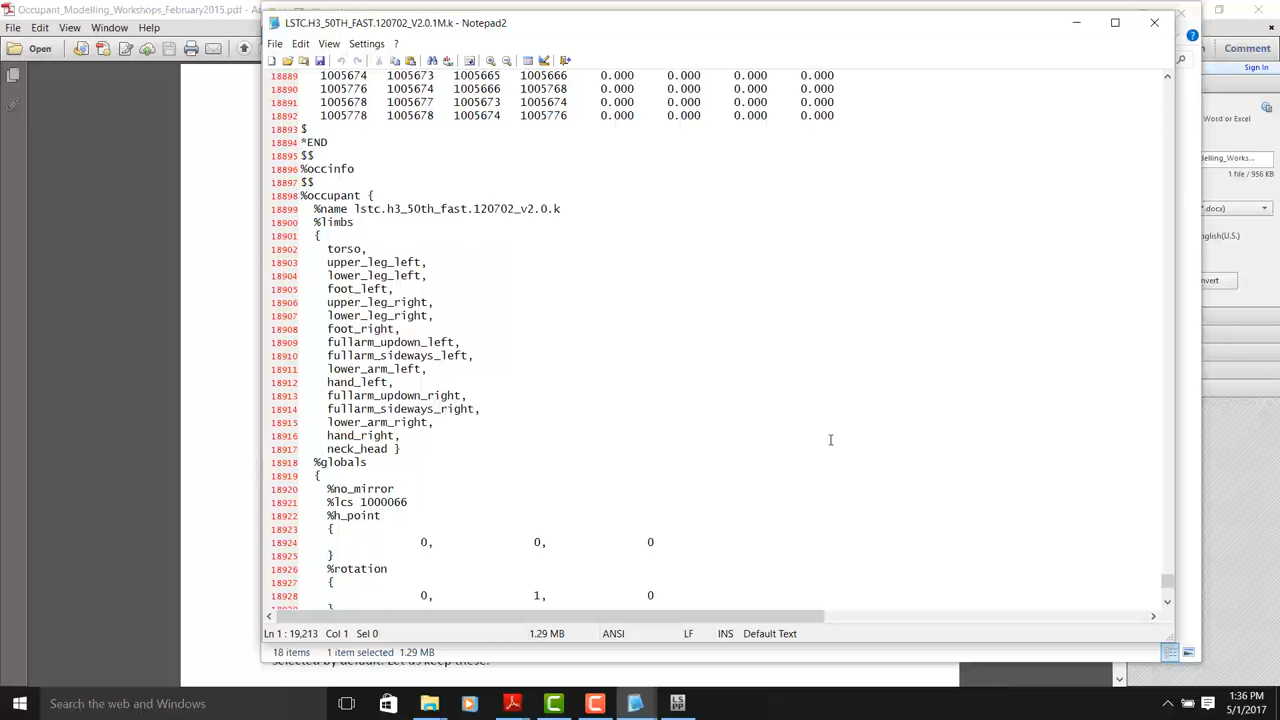 Occupant_Modelling_Workshops_February2015.pdf
File Edit View Window Help
Open
LSTC.H3_50TH_FAST.120702_V2.0.1M.k - Notepad2
File Edit View Settings ?
18889 1005674 1005673 1005665 1005666 0.000 0.000 0.000 0.000
18890 1005776 1005674 1005666 1005768 0.000 0.000 0.000 0.000
18891 1005678 1005677 1005673 1005674 0.000 0.000 0.000 0.000
18892 1005778 1005678 1005674 1005776 0.000 0.000 0.000 0.000
18893 $
18894 *END
18895 $$
18896 %occinfo
18897 $$
18898 %occupant {
18899 %name lstc.h3_50th_fast.120702_v2.0.k
18900 %limbs
18901 {
18902 torso,
18903 upper_leg_left,
18904 lower_leg_left,
18905 foot_left,
18906 upper_leg_right,
18907 lower_leg_right,
18908 foot_right,
18909 fullarm_updown_left,
18910 fullarm_sideways_left,
18911 lower_arm_left,
18912 hand_left,
18913 fullarm_updown_right,
18914 fullarm_sideways_right,
18915 lower_arm_right,
18916 hand_right,
18917 neck_head }
18918 %globals
18919 {
18920 %no_mirror
18921 %lcs 1000066
18922 %h_point
18923 {
18924 0, 0, 0
18925 }
18926 %rotation
18927 {
18928 0, 1, 0
Ln 1 : 19,213 Col 1 Sel 0 1.29 MB ANSI LF INS Default Text
18 items 1 item selected 1.29 MB
selected by default. Let us keep these.
Comment
Sign In
Word or Excel
delling_Works...
1 file / 956 KB
*.docx)
nglish(U.S.)
nvert
Search the web and Windows
LS
PP
1:36 PM
5/1/2017